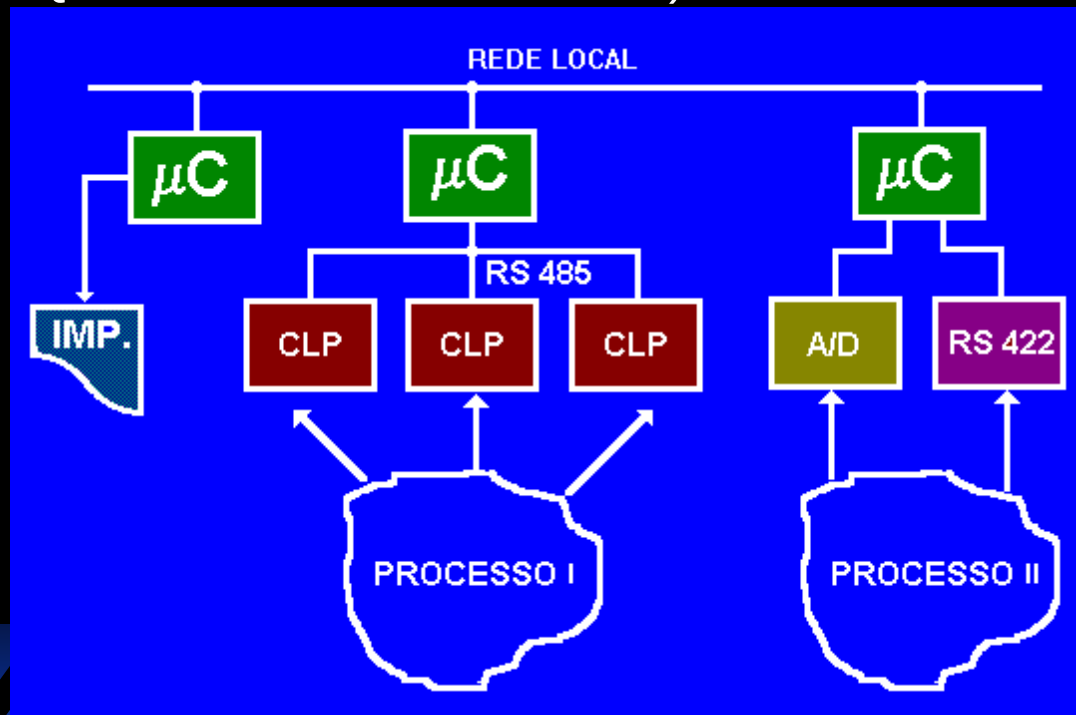 REDE LOCAL
µC
µC
µC
RS 485
IMP.
CLP
CLP
CLP
A/D
RS 422
PROCESSO I
PROCESSO II